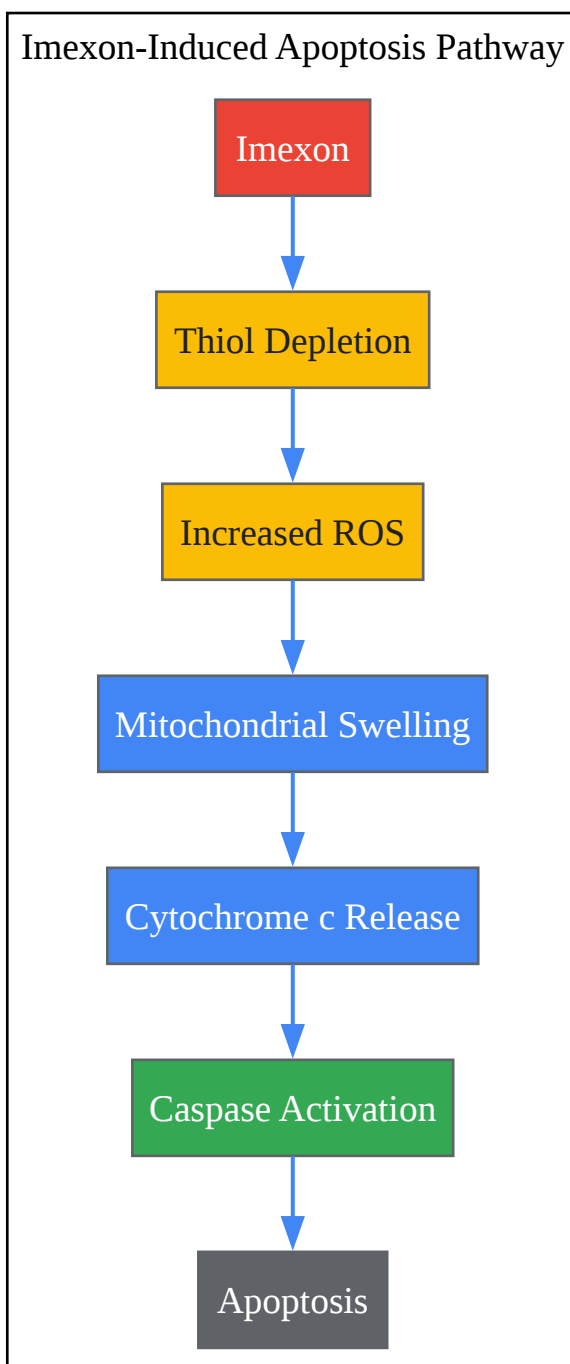 Imexon-Induced Apoptosis Pathway
Imexon
Thiol Depletion
Increased ROS
Mitochondrial Swelling
Cytochrome c Release
Caspase Activation
Apoptosis